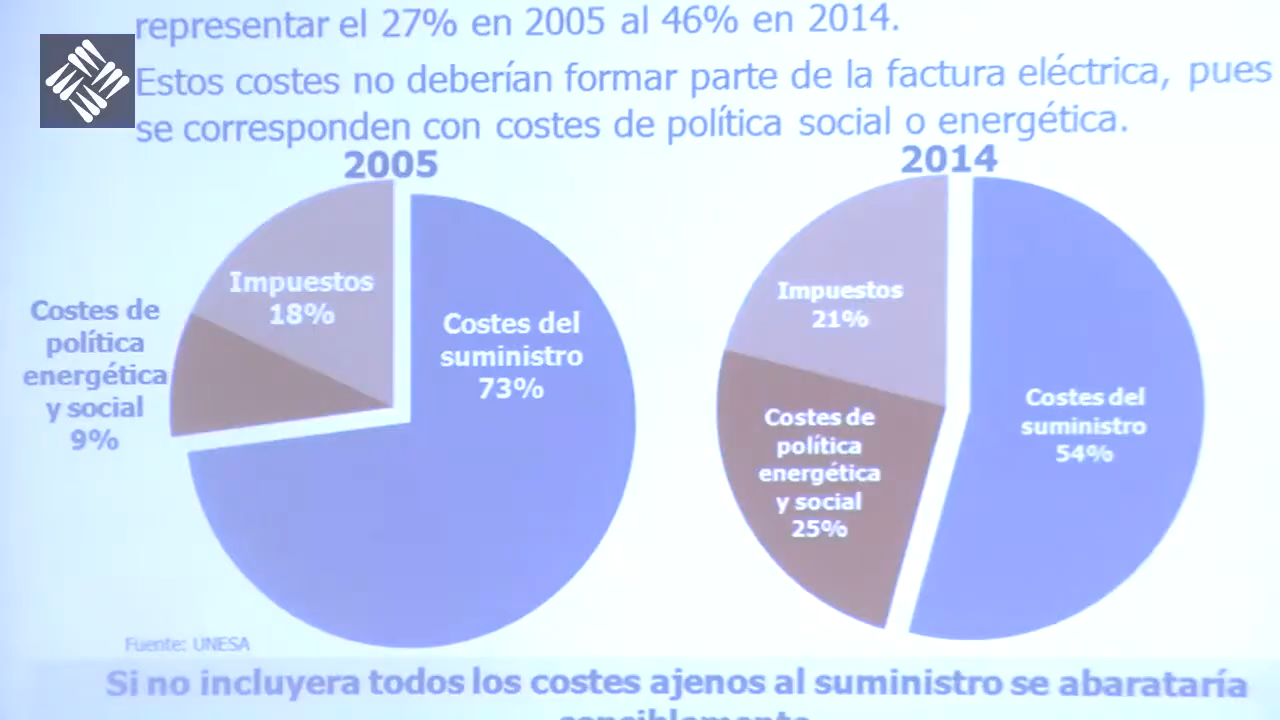 representar el 27% en 2005 al 46% en 2014.
Estos costes no deberían formar parte de la factura eléctrica, pues
se corresponden con costes de política social o energética.
2005
2014
Impuestos
18%
Costes de
política
energética
y social
9%
Costes del
suministro
73%
Impuestos
21%
Costes de
política
energética
y social
25%
Costes del
suministro
54%
Fuente: UNESA
Si no incluyera todos los costes ajenos al suministro se abarataría